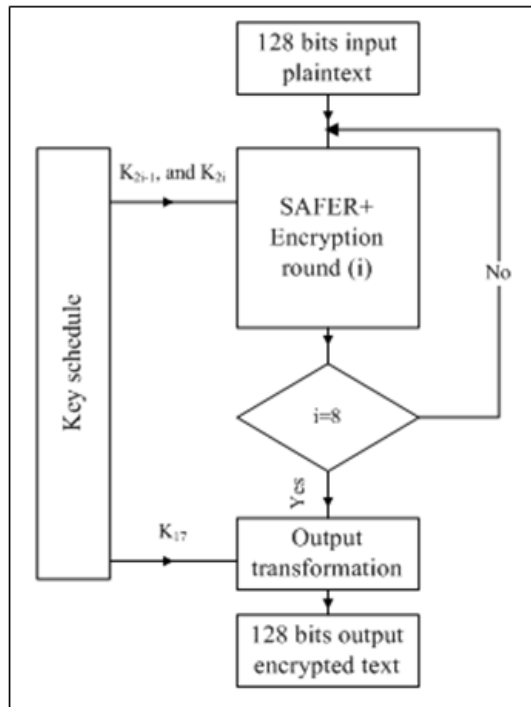 128 bits input
plaintext
K₂ᵢ₋₁, and K₂ᵢ
SAFER+
Encryption
round (i)
No
Key schedule
i=8
Yes
K₁₇
Output
transformation
128 bits output
encrypted text